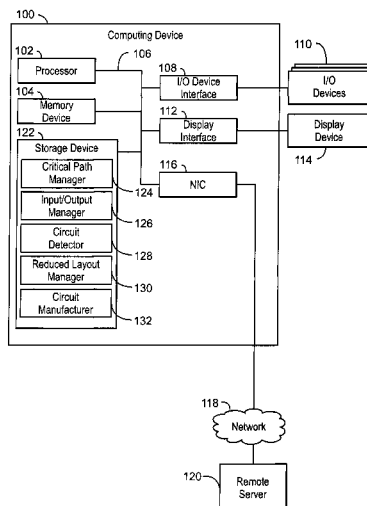 100
Computing Device
110
102
Processor
106
108
I/O Device
Interface
I/O
Devices
104
Memory
Device
112
Display
Interface
Display
Device
114
122
Storage Device
116
NIC
Critical Path
Manager
124
Input/Output
Manager
126
Circuit
Detector
128
Reduced Layout
Manager
130
Circuit
Manufacturer
132
118
Network
120
Remote
Server